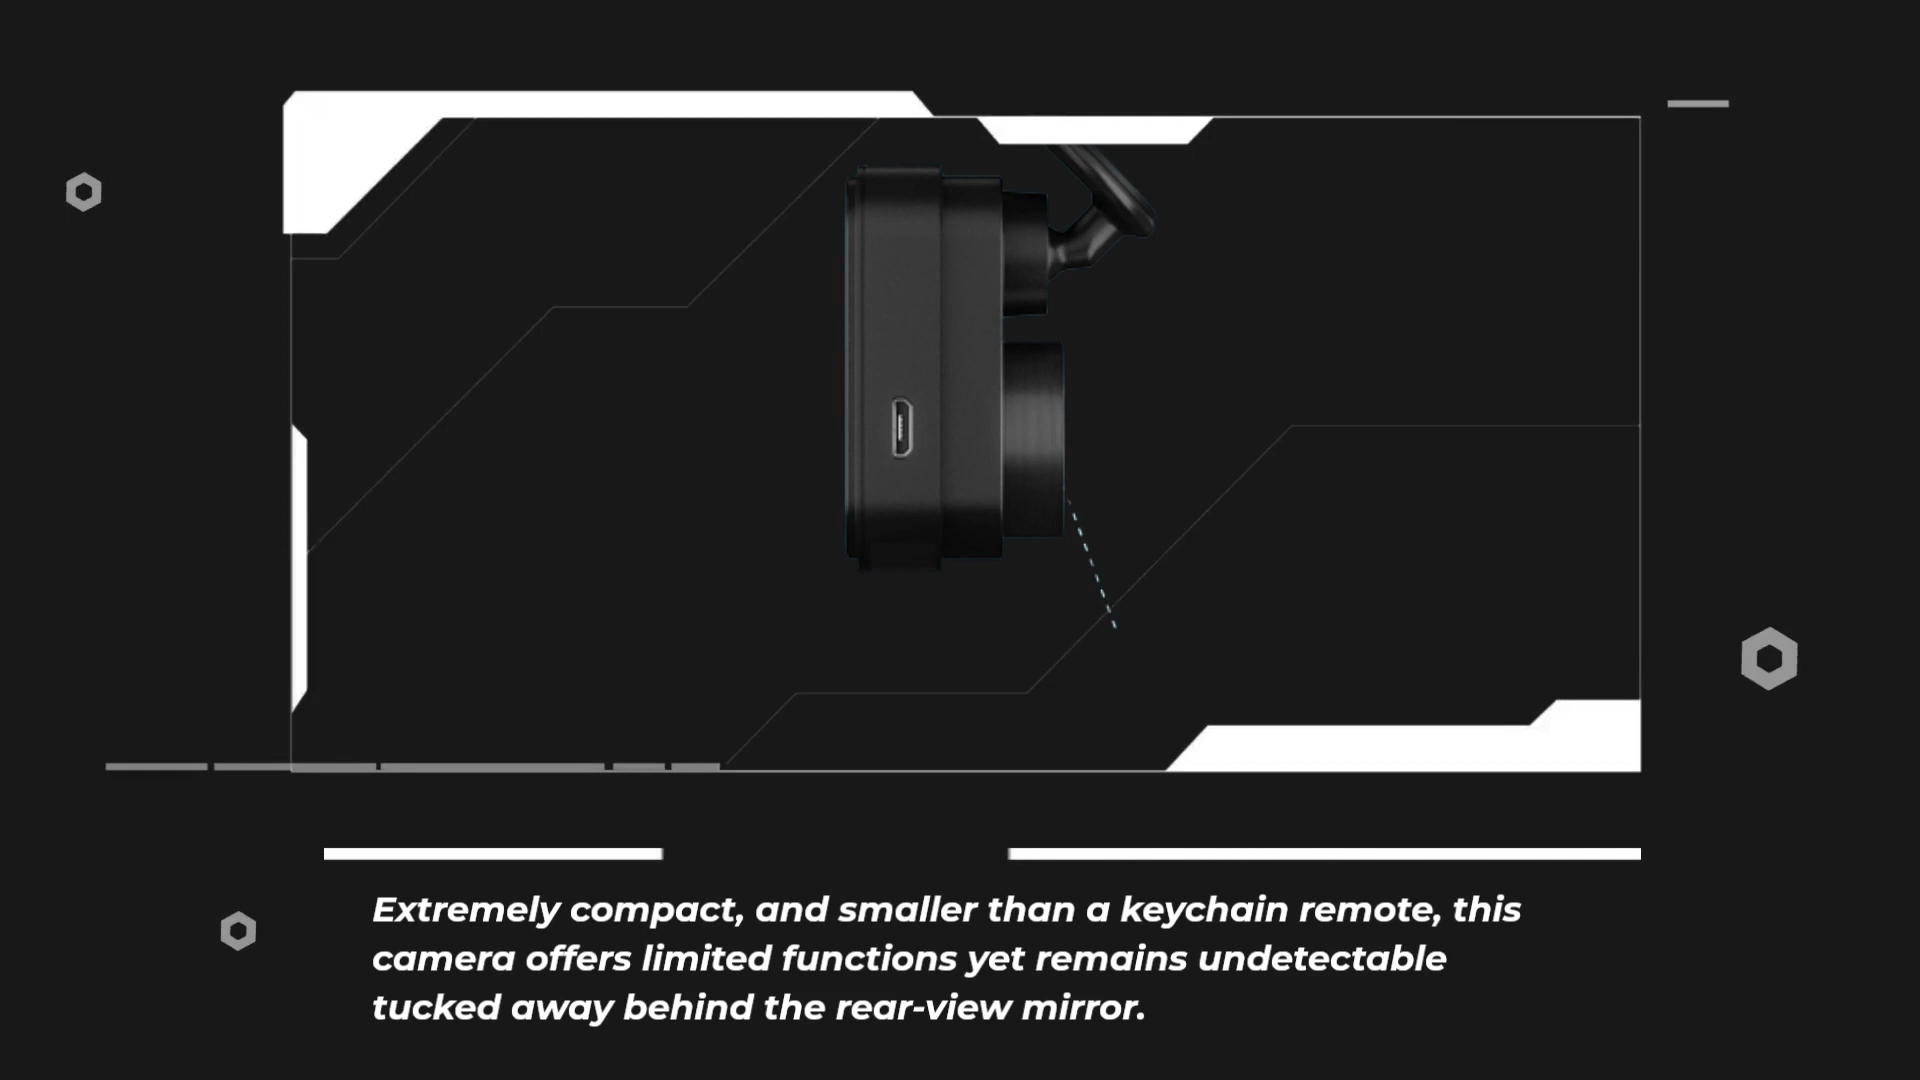 Extremely compact, and smaller than a keychain remote, this
camera offers limited functions yet remains undetectable
tucked away behind the rear-view mirror.